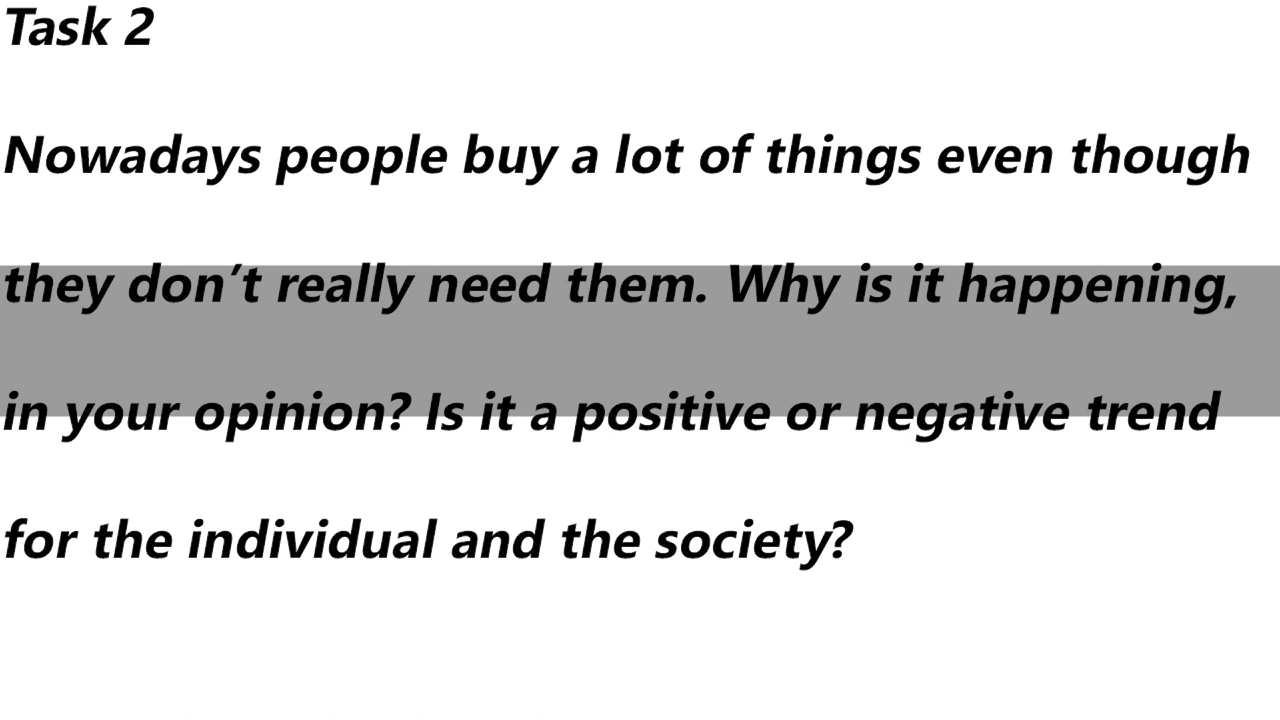 Task 2
Nowadays people buy a lot of things even though
they don’t really need them. Why is it happening,
in your opinion? Is it a positive or negative trend
for the individual and the society?